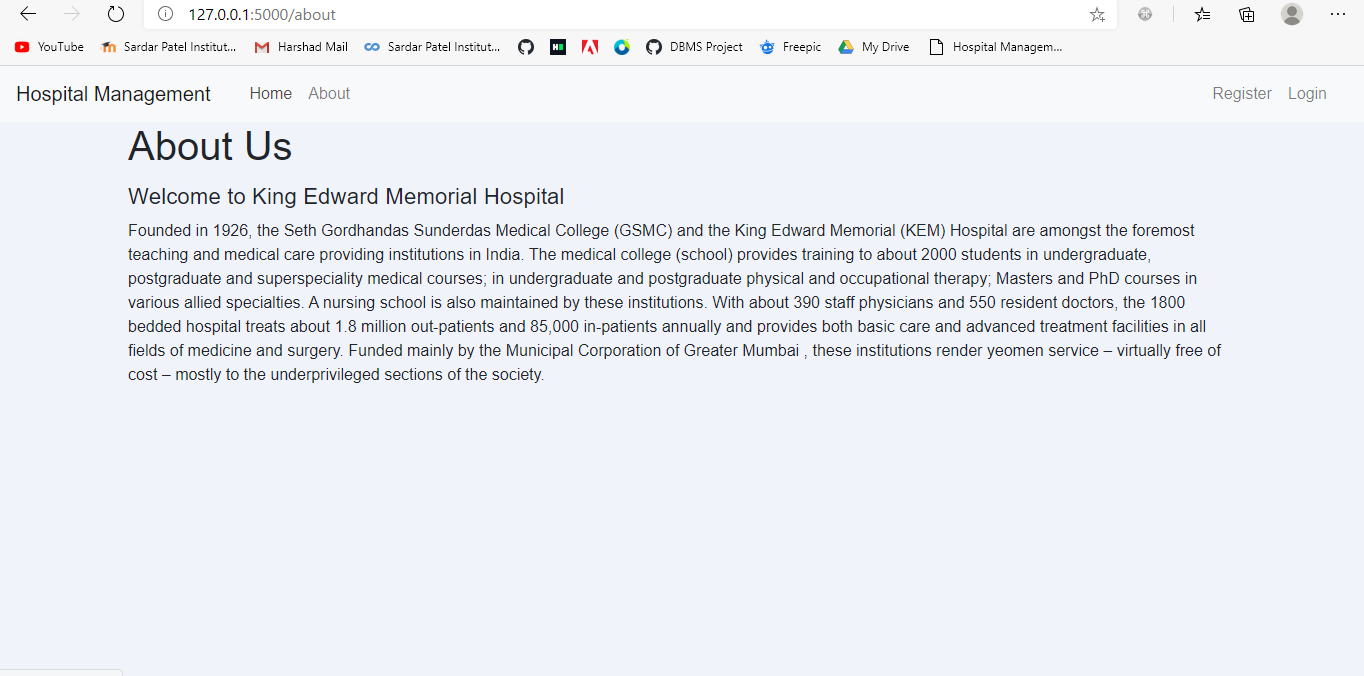 127.0.0.1:5000/about
YouTube Sardar Patel Institut... Harshad Mail Sardar Patel Institut... DBMS Project Freepic My Drive Hospital Managem...
Hospital Management Home About Register Login
About Us
Welcome to King Edward Memorial Hospital
Founded in 1926, the Seth Gordhandas Sunderdas Medical College (GSMC) and the King Edward Memorial (KEM) Hospital are amongst the foremost
teaching and medical care providing institutions in India. The medical college (school) provides training to about 2000 students in undergraduate,
postgraduate and superspeciality medical courses; in undergraduate and postgraduate physical and occupational therapy; Masters and PhD courses in
various allied specialties. A nursing school is also maintained by these institutions. With about 390 staff physicians and 550 resident doctors, the 1800
bedded hospital treats about 1.8 million out-patients and 85,000 in-patients annually and provides both basic care and advanced treatment facilities in all
fields of medicine and surgery. Funded mainly by the Municipal Corporation of Greater Mumbai , these institutions render yeomen service – virtually free of
cost – mostly to the underprivileged sections of the society.